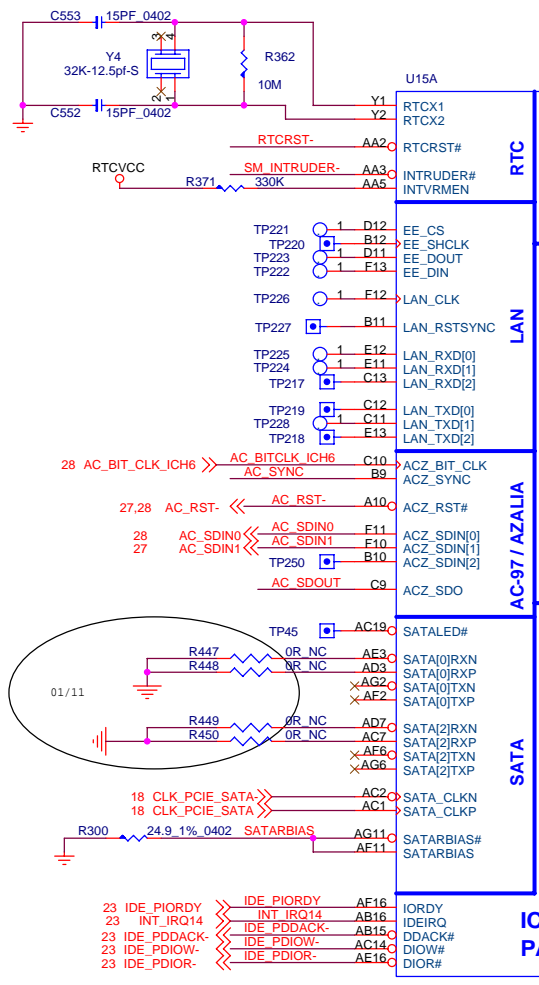 C553 15PF_0402
Y4
32K-12.5pf-S
3 4
2 1
R362
10M
C552 15PF_0402
U15A
Y1 RTCX1
Y2 RTCX2
RTCRST- AA2 RTCRST#
SM_INTRUDER- AA3 INTRUDER#
RTCVCC
R371 330K AA5 INTVRMEN
RTC
TP221 1 D12 EE_CS
TP220 B12 EE_SHCLK
TP223 1 D11 EE_DOUT
TP222 1 F13 EE_DIN
TP226 1 F12 LAN_CLK
TP227 B11 LAN_RSTSYNC
TP225 1 E12 LAN_RXD[0]
TP224 1 E11 LAN_RXD[1]
TP217 C13 LAN_RXD[2]
TP219 C12 LAN_TXD[0]
TP228 1 C11 LAN_TXD[1]
TP218 E13 LAN_TXD[2]
LAN
28 AC_BIT_CLK_ICH6 AC_BITCLK_ICH6 C10 ACZ_BIT_CLK
AC_SYNC B9 ACZ_SYNC
27,28 AC_RST- AC_RST- A10 ACZ_RST#
28 AC_SDIN0 AC_SDIN0 F11 ACZ_SDIN[0]
27 AC_SDIN1 AC_SDIN1 F10 ACZ_SDIN[1]
TP250 B10 ACZ_SDIN[2]
AC_SDOUT C9 ACZ_SDO
AC-97 / AZALIA
TP45 AC19 SATALED#
R447 0R_NC AE3 SATA[0]RXN
R448 0R_NC AD3 SATA[0]RXP
AG2 SATA[0]TXN
AF2 SATA[0]TXP
01/11
R449 0R_NC AD7 SATA[2]RXN
R450 0R_NC AC7 SATA[2]RXP
AF6 SATA[2]TXN
AG6 SATA[2]TXP
18 CLK_PCIE_SATA- AC2 SATA_CLKN
18 CLK_PCIE_SATA AC1 SATA_CLKP
R300 24.9_1%_0402 SATARBIAS AG11 SATARBIAS#
AF11 SATARBIAS
SATA
23 IDE_PIORDY IDE_PIORDY AF16 IORDY
23 INT_IRQ14 INT_IRQ14 AB16 IDEIRQ
23 IDE_PDDACK- IDE_PDDACK- AB15 DDACK#
23 IDE_PDIOW- IDE_PDIOW- AC14 DIOW#
23 IDE_PDIOR- IDE_PDIOR- AE16 DIOR#